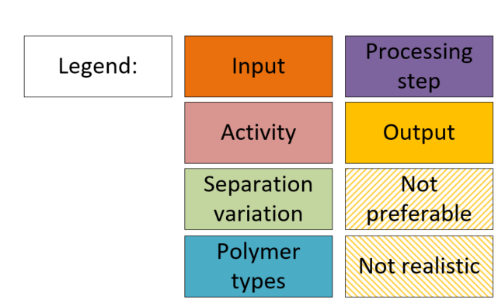 Legend:
Input
Processing
step
Activity
Output
Separation
variation
Not
preferable
Polymer
types
Not realistic